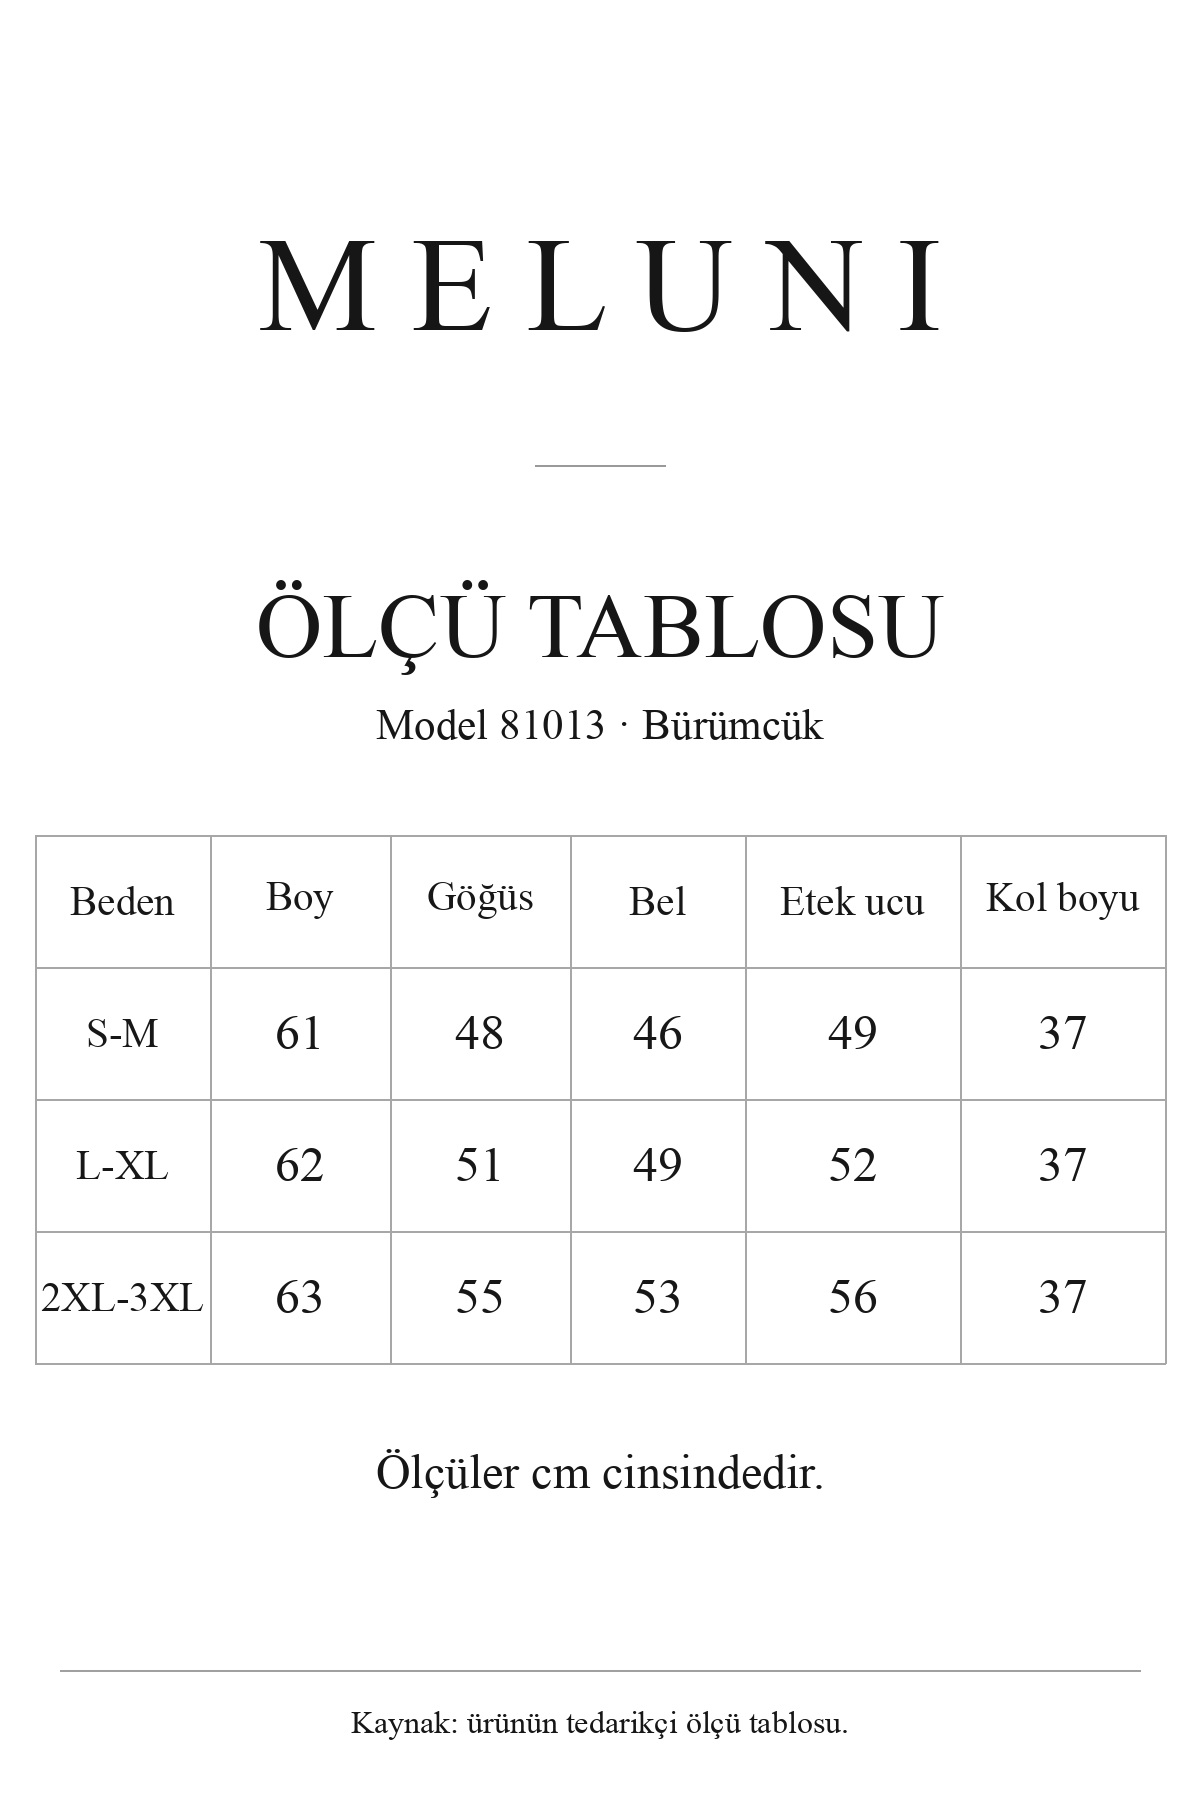 MELUNI
ÖLÇÜ TABLOSU
Model 81013 · Bürümcük
Beden Boy Göğüs Bel Etek ucu Kol boyu
S-M 61 48 46 49 37
L-XL 62 51 49 52 37
2XL-3XL 63 55 53 56 37
Ölçüler cm cinsindedir.
Kaynak: ürünün tedarikçi ölçü tablosu.